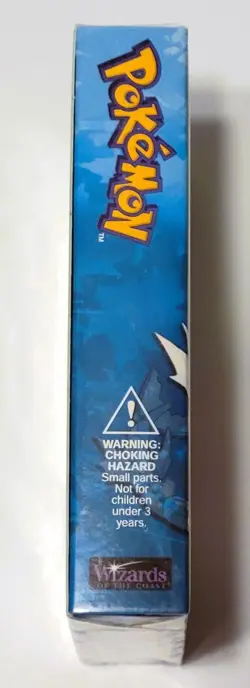 POKéMON
TM
WARNING:
CHOKING
HAZARD
Small parts.
Not for
children
under 3
years.
Wizards
OF THE COAST